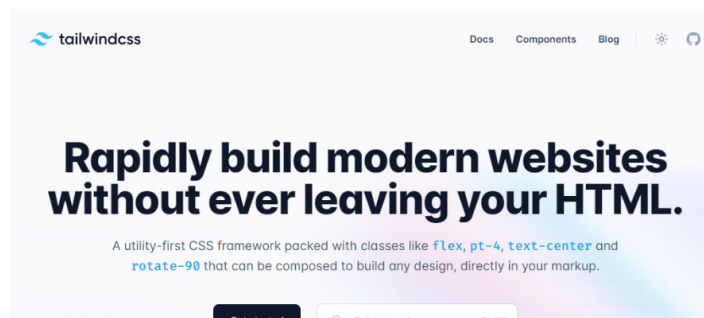 tailwindcss
Docs Components Blog
Rapidly build modern websites
without ever leaving your HTML.
A utility-first CSS framework packed with classes like flex, pt-4, text-center and
rotate-90 that can be composed to build any design, directly in your markup.